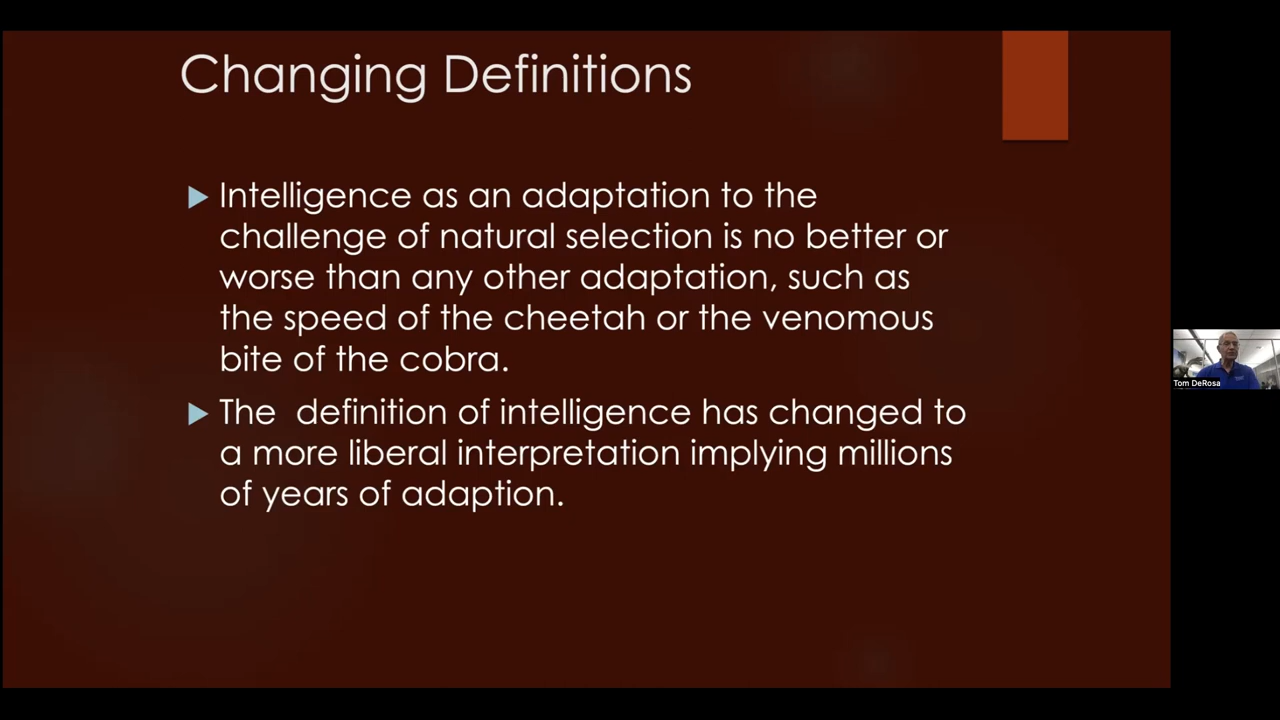 Changing Definitions
Intelligence as an adaptation to the
challenge of natural selection is no better or
worse than any other adaptation, such as
the speed of the cheetah or the venomous
bite of the cobra.
The  definition of intelligence has changed to
a more liberal interpretation implying millions
of years of adaption.
Tom DeRosa